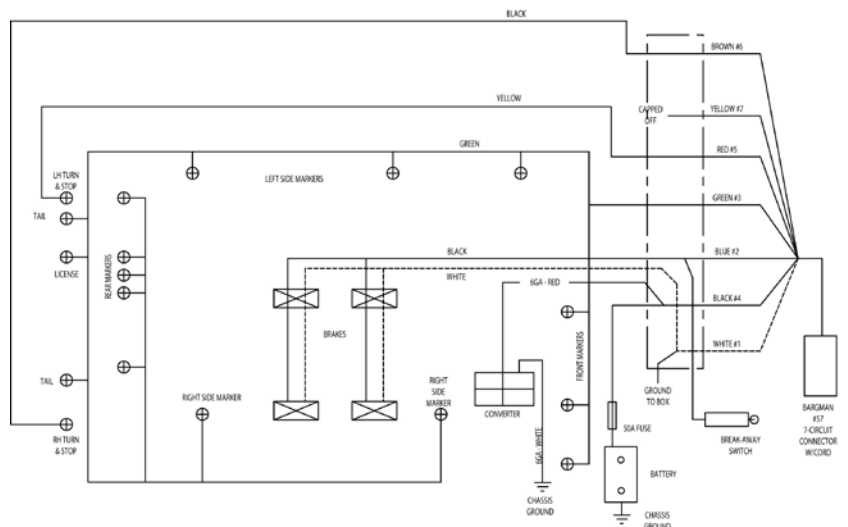 BLACK
BROWN #6
YELLOW
CAPPED
OFF
YELLOW #7
GREEN
RED #5
LH TURN
& STOP
LEFT SIDE MARKERS
TAIL
GREEN #3
LICENSE
REAR MARKERS
BLACK
BLUE #2
WHITE
6GA - RED
BLACK #4
BRAKES
FRONT MARKERS
WHITE #1
TAIL
RIGHT SIDE MARKER
RIGHT
SIDE
MARKER
CONVERTER
GROUND
TO BOX
BARGMAN
#57
7-CIRCUIT
CONNECTOR
W/CORD
RH TURN
& STOP
6GA - WHITE
50A FUSE
BREAK-AWAY
SWITCH
BATTERY
CHASSIS
GROUND
CHASSIS
GROUND